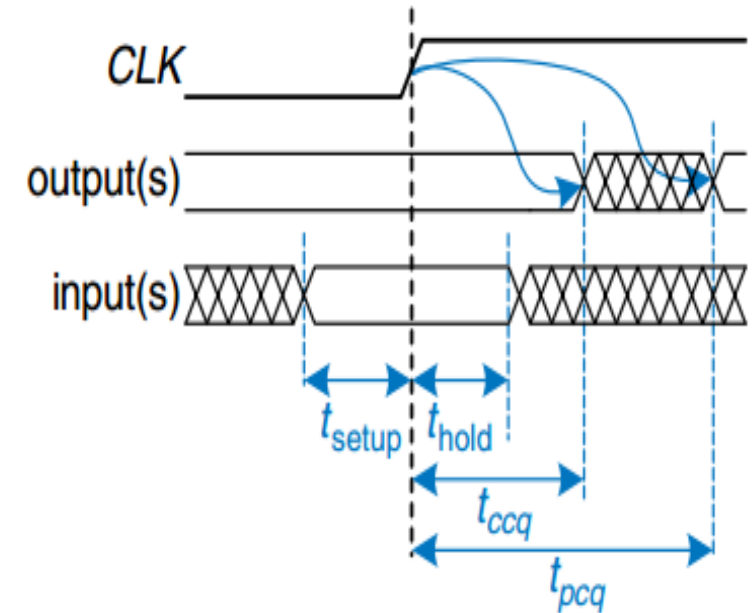 CLK
output(s)
input(s)
tsetup thold
tccq
tpcq